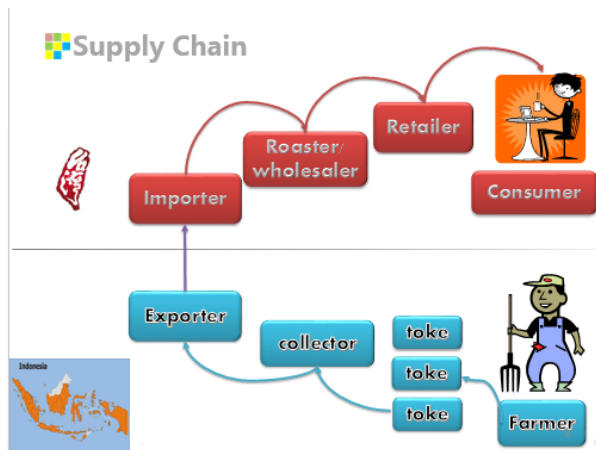 Supply Chain
Retailer
Roaster/
wholesaler
Importer
Consumer
Exporter
collector
toke
toke
toke
Farmer
Indonesia